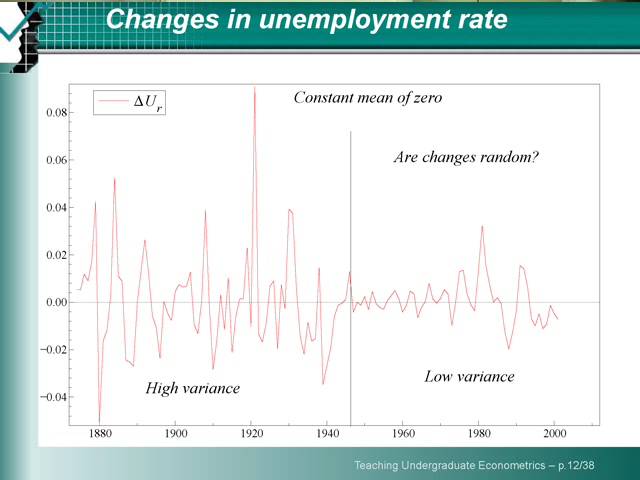 Changes in unemployment rate
ΔUr
Constant mean of zero
Are changes random?
0.08
0.06
0.04
0.02
0.00
−0.02
−0.04
High variance
Low variance
1880 1900 1920 1940 1960 1980 2000
Teaching Undergraduate Econometrics – p.12/38